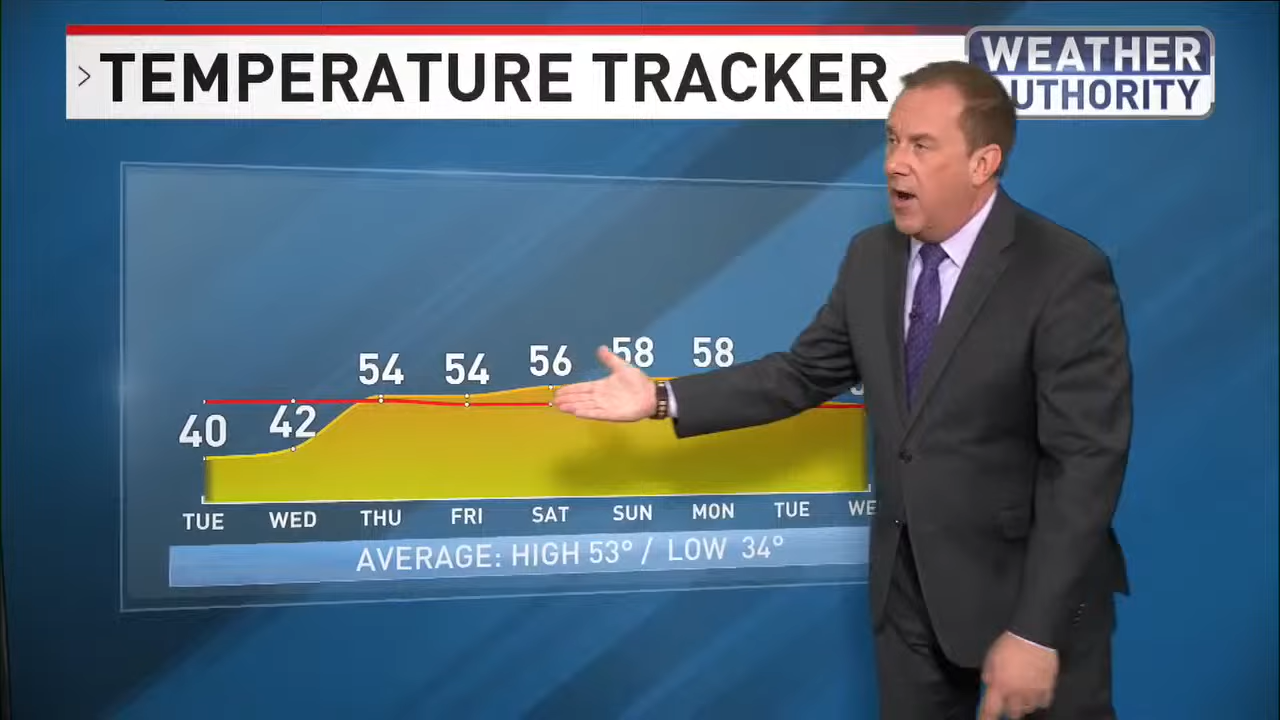 TEMPERATURE TRACKER
WEATHER
UTHORITY
40 42 54 54 56 58 58
TUE WED THU FRI SAT SUN MON TUE WE
AVERAGE: HIGH 53° / LOW 34°